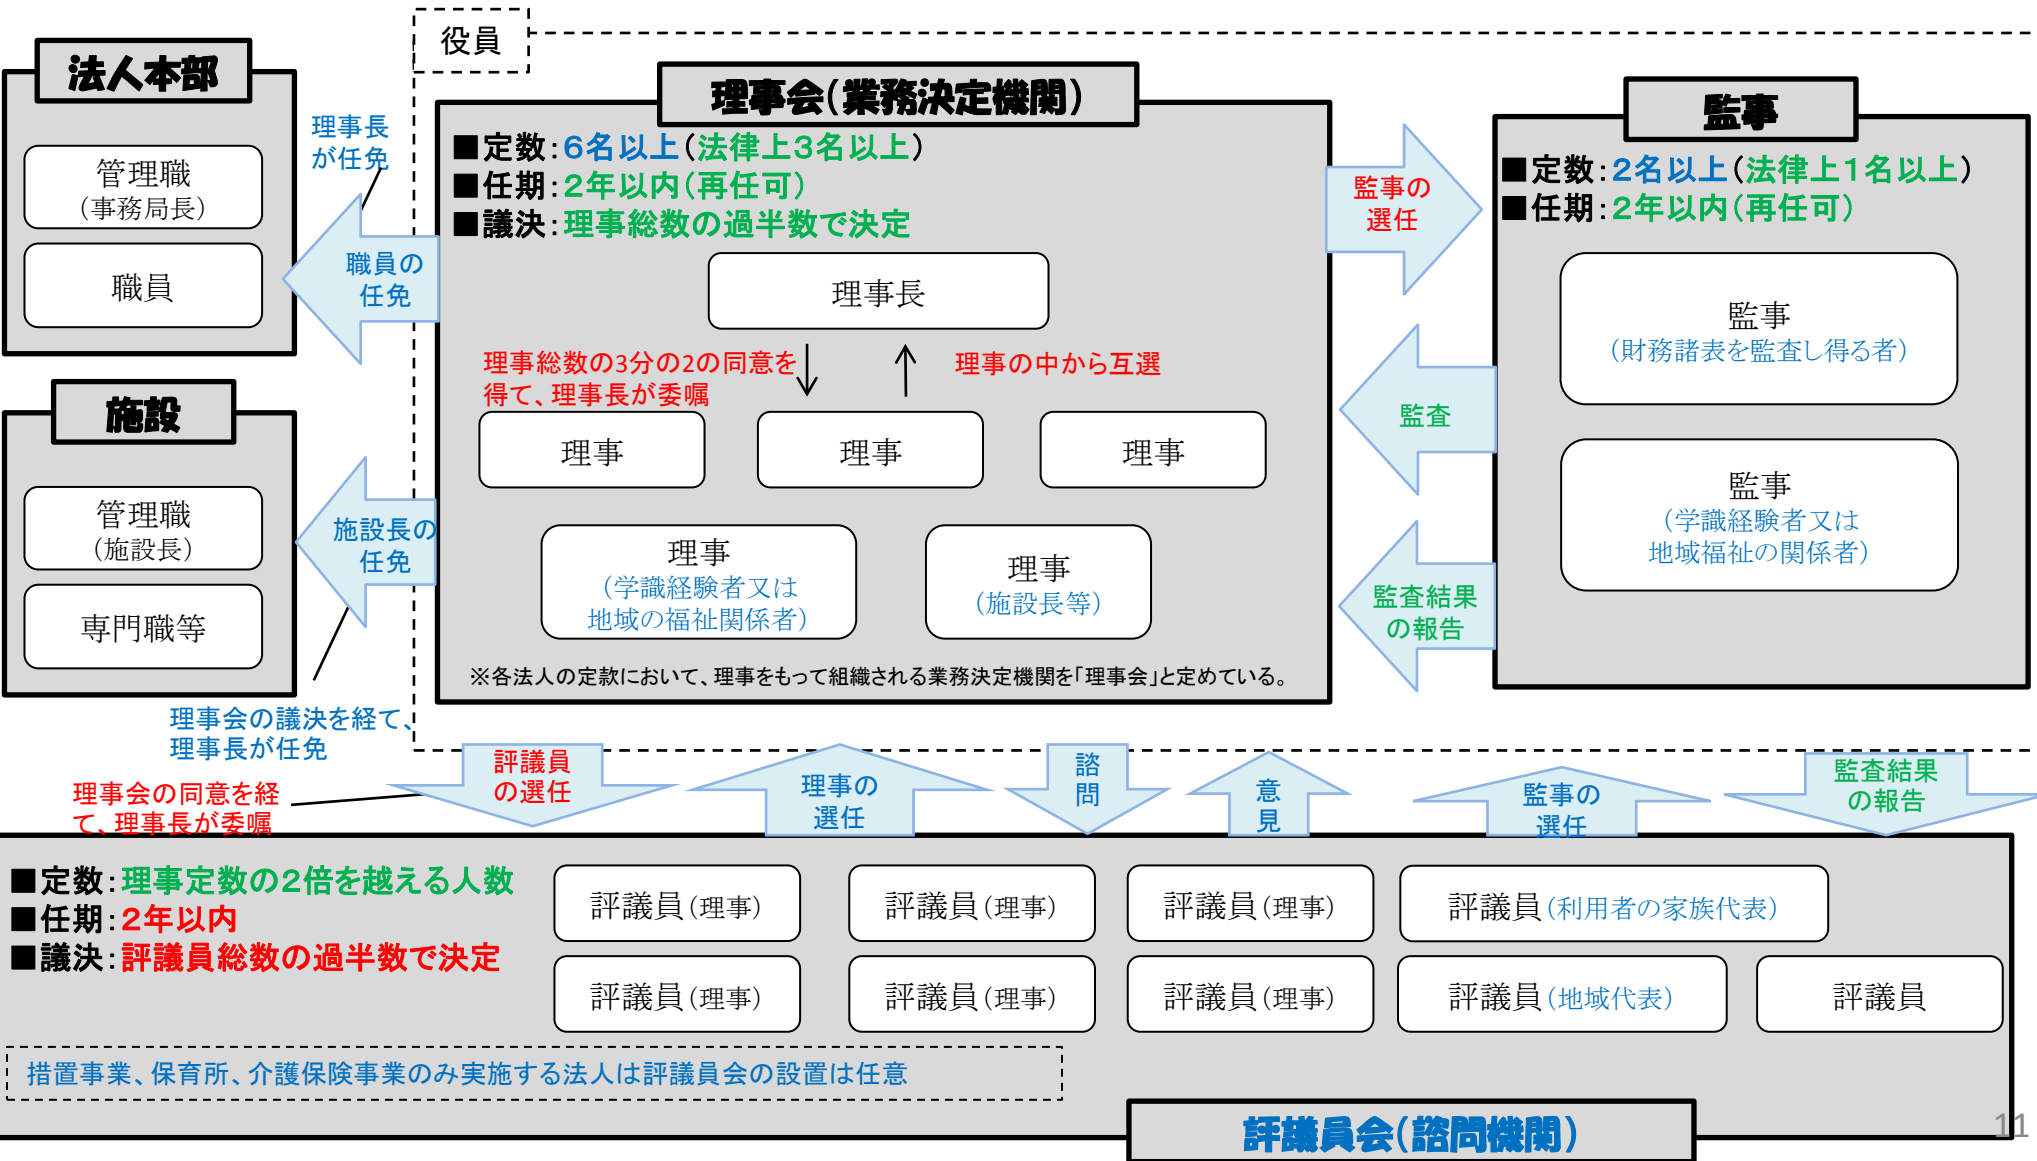 役員
法人本部
管理職
(事務局長)
職員
理事長
が任免
職員の
任免
施設
管理職
(施設長)
専門職等
施設長の
任免
理事会の議決を経て、
理事長が任免
理事会(業務決定機関)
■定数:6名以上(法律上3名以上)
■任期:2年以内(再任可)
■議決:理事総数の過半数で決定
理事長
理事総数の3分の2の同意を
得て、理事長が委嘱
理事の中から互選
理事
理事
理事
理事
(学識経験者又は
地域の福祉関係者)
理事
(施設長等)
※各法人の定款において、理事をもって組織される業務決定機関を「理事会」と定めている。
監事の
選任
監査
監査結果
の報告
監事
■定数:2名以上(法律上1名以上)
■任期:2年以内(再任可)
監事
(財務諸表を監査し得る者)
監事
(学識経験者又は
地域福祉の関係者)
理事会の同意を経
て、理事長が委嘱
評議員
の選任
理事の
選任
諮
問
意
見
監事の
選任
監査結果
の報告
■定数:理事定数の2倍を越える人数
■任期:2年以内
■議決:評議員総数の過半数で決定
評議員(理事)
評議員(理事)
評議員(理事)
評議員(利用者の家族代表)
評議員(理事)
評議員(理事)
評議員(理事)
評議員(地域代表)
評議員
措置事業、保育所、介護保険事業のみ実施する法人は評議員会の設置は任意
評議員会(諮問機関)
11